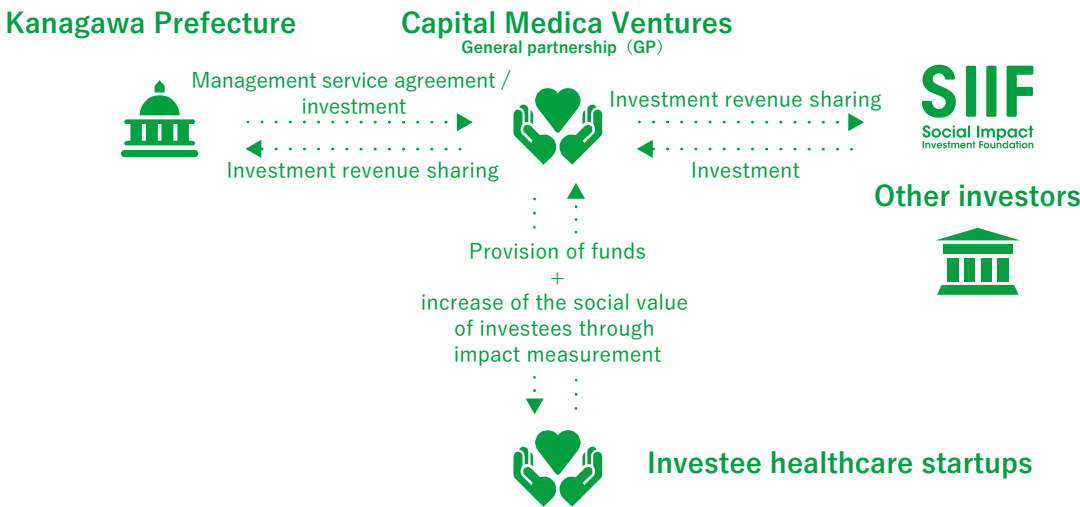 Kanagawa Prefecture
Capital Medica Ventures
General partnership（GP）
Management service agreement /
investment
Investment revenue sharing
Investment revenue sharing
Investment
SIIF
Social Impact
Investment Foundation
Other investors
Provision of funds
+
increase of the social value
of investees through
impact measurement
Investee healthcare startups